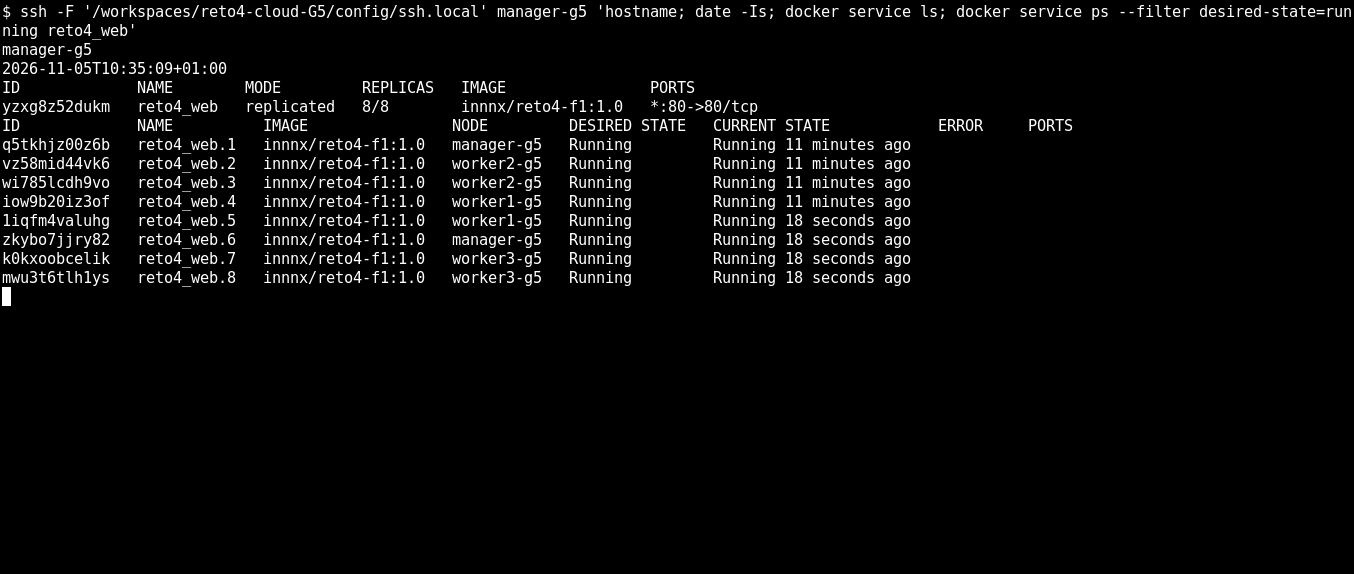 $ ssh -F '/workspaces/reto4-cloud-G5/config/ssh.local' manager-g5 'hostname; date -Is; docker service ls; docker service ps --filter desired-state=run
ning reto4_web'
manager-g5
2026-11-05T10:35:09+01:00
ID             NAME        MODE         REPLICAS   IMAGE                PORTS
yzxg8z52dukm   reto4_web   replicated   8/8        innnx/reto4-f1:1.0   *:80->80/tcp
ID             NAME          IMAGE                NODE         DESIRED STATE   CURRENT STATE            ERROR     PORTS
q5tkhjz00z6b   reto4_web.1   innnx/reto4-f1:1.0   manager-g5   Running         Running 11 minutes ago
vz58mid44vk6   reto4_web.2   innnx/reto4-f1:1.0   worker2-g5   Running         Running 11 minutes ago
wi785lcdh9vo   reto4_web.3   innnx/reto4-f1:1.0   worker2-g5   Running         Running 11 minutes ago
iow9b20iz3of   reto4_web.4   innnx/reto4-f1:1.0   worker1-g5   Running         Running 11 minutes ago
1iqfm4valuhg   reto4_web.5   innnx/reto4-f1:1.0   worker1-g5   Running         Running 18 seconds ago
zkybo7jjry82   reto4_web.6   innnx/reto4-f1:1.0   manager-g5   Running         Running 18 seconds ago
k0kxoobcelik   reto4_web.7   innnx/reto4-f1:1.0   worker3-g5   Running         Running 18 seconds ago
mwu3t6tlh1ys   reto4_web.8   innnx/reto4-f1:1.0   worker3-g5   Running         Running 18 seconds ago